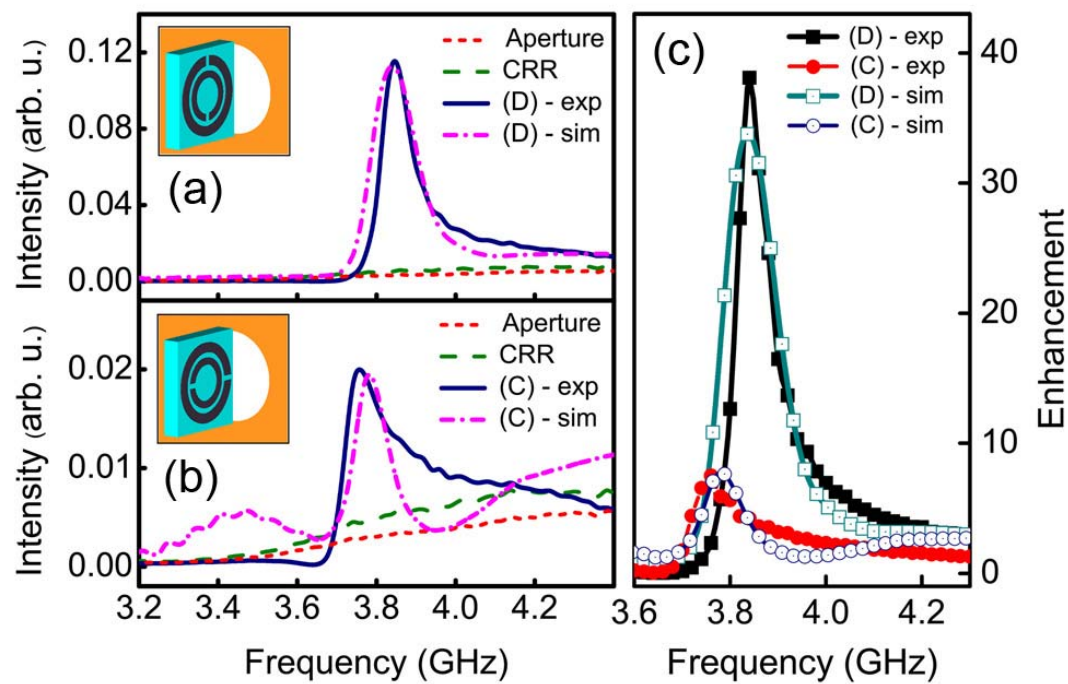 Intensity (arb. u.)
0.12
0.08
0.04
0.00
(a)
Aperture
CRR
(D) - exp
(D) - sim
Intensity (arb. u.)
0.02
0.01
0.00
(b)
Aperture
CRR
(C) - exp
(C) - sim
3.2 3.4 3.6 3.8 4.0 4.2
Frequency (GHz)
(c)
(D) - exp
(C) - exp
(D) - sim
(C) - sim
40
30
20
10
0
Enhancement
3.6 3.8 4.0 4.2
Frequency (GHz)